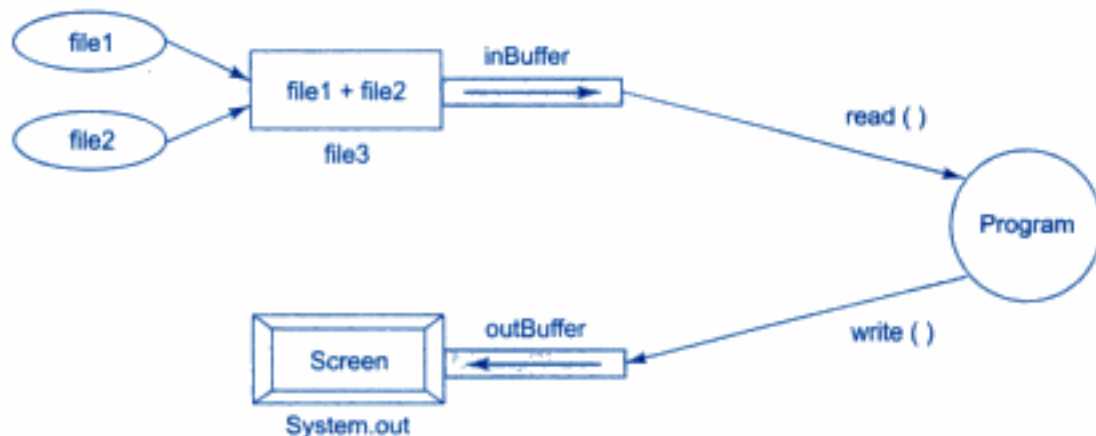 file1
file2
file1 + file2
file3
inBuffer
read ( )
Program
write ( )
outBuffer
Screen
System.out